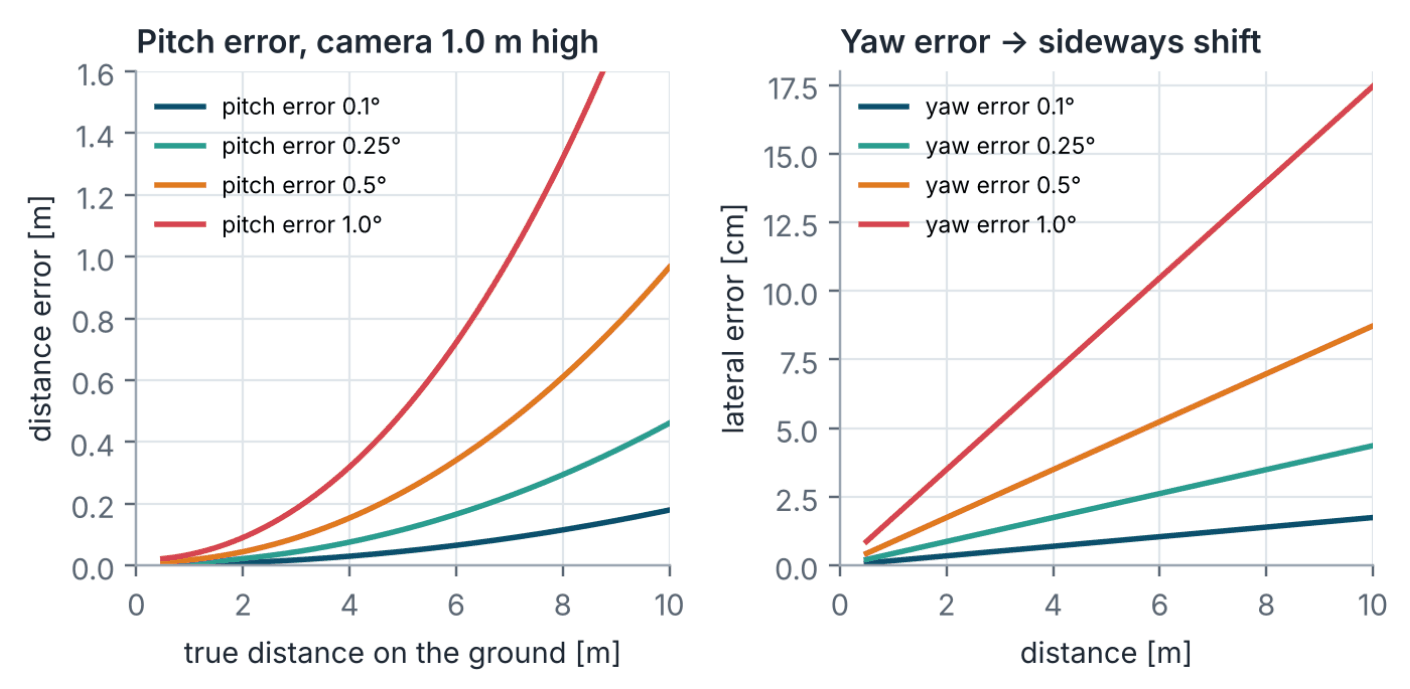 Pitch error, camera 1.0 m high
1.6
1.4
1.2
1.0
0.8
0.6
0.4
0.2
0.0
distance error [m]
pitch error 0.1°
pitch error 0.25°
pitch error 0.5°
pitch error 1.0°
0 2 4 6 8 10
true distance on the ground [m]
Yaw error → sideways shift
17.5
15.0
12.5
10.0
7.5
5.0
2.5
0.0
lateral error [cm]
yaw error 0.1°
yaw error 0.25°
yaw error 0.5°
yaw error 1.0°
0 2 4 6 8 10
distance [m]